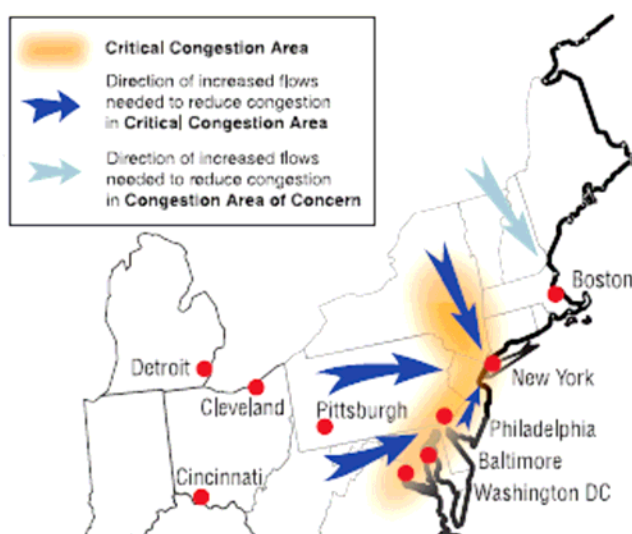 Critical Congestion Area
Direction of increased flows
needed to reduce congestion
in Critical Congestion Area
Direction of increased flows
needed to reduce congestion
in Congestion Area of Concern
Boston
Detroit
New York
Cleveland
Pittsburgh
Philadelphia
Baltimore
Cincinnati
Washington DC